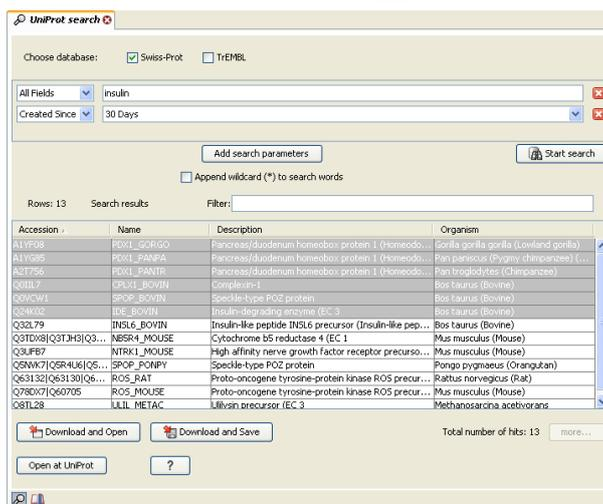 UniProt search
Choose database: Swiss-Prot TrEMBL
All Fields insulin
Created Since 30 Days
Add search parameters Start search
Append wildcard (*) to search words
Rows: 13 Search results Filter:
Accession Name Description Organism
A1YF08 PDX1_GORGO Pancreas/duodenum homeobox protein 1 (Homeodo... Gorilla gorilla gorilla (Lowland gorilla)
A1YG85 PDX1_PANPA Pancreas/duodenum homeobox protein 1 (Homeodo... Pan paniscus (Pygmy chimpanzee) (...
A2T756 PDX1_PANTR Pancreas/duodenum homeobox protein 1 (Homeodo... Pan troglodytes (Chimpanzee)
Q0IIL7 CPLX1_BOVIN Complexin-1 Bos taurus (Bovine)
Q0VCW1 SPOP_BOVIN Speckle-type POZ protein Bos taurus (Bovine)
Q24K02 IDE_BOVIN Insulin-degrading enzyme (EC 3 Bos taurus (Bovine)
Q32L79 INSL6_BOVIN Insulin-like peptide INSL6 precursor (Insulin-like pep... Bos taurus (Bovine)
Q3TDX8|Q3TJH3|Q3... NB5R4_MOUSE Cytochrome b5 reductase 4 (EC 1 Mus musculus (Mouse)
Q3UFB7 NTRK1_MOUSE High affinity nerve growth factor receptor precurso... Mus musculus (Mouse)
Q5NVK7|Q5R4U6|Q5... SPOP_PONPY Speckle-type POZ protein Pongo pygmaeus (Orangutan)
Q63132|Q63130|Q6... ROS_RAT Proto-oncogene tyrosine-protein kinase ROS precur... Rattus norvegicus (Rat)
Q78DX7|Q60705 ROS_MOUSE Proto-oncogene tyrosine-protein kinase ROS precur... Mus musculus (Mouse)
Q8TL28 ULIL_METAC Ulilysin precursor (EC 3 Methanosarcina acetivorans
Download and Open Download and Save Total number of hits: 13 more...
Open at UniProt ?